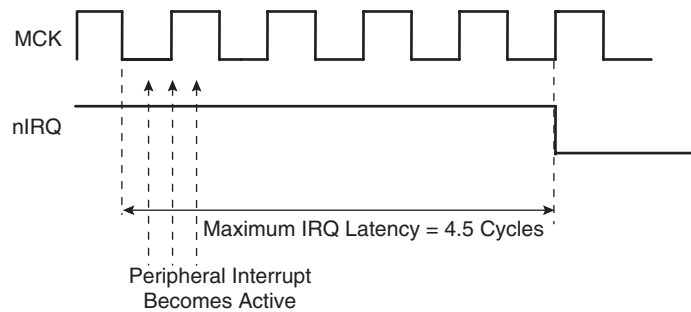 MCK
nIRQ
Maximum IRQ Latency = 4.5 Cycles
Peripheral Interrupt
Becomes Active